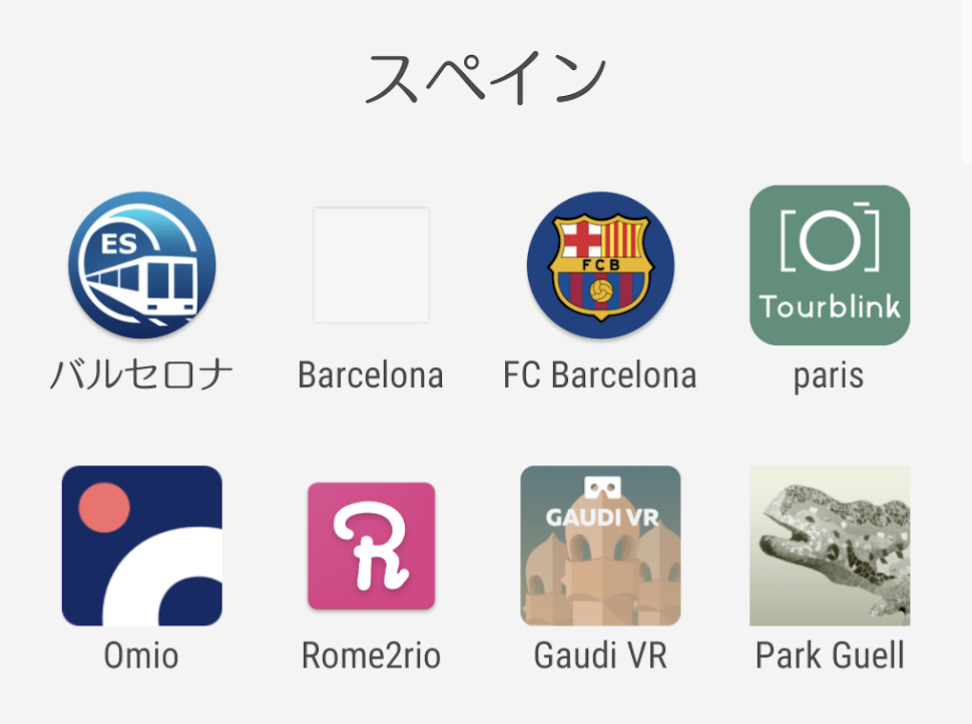 スペイン
ES
FCB
Tourblink
バルセロナ
Barcelona
FC Barcelona
paris
R
GAUDI VR
Omio
Rome2rio
Gaudi VR
Park Guell